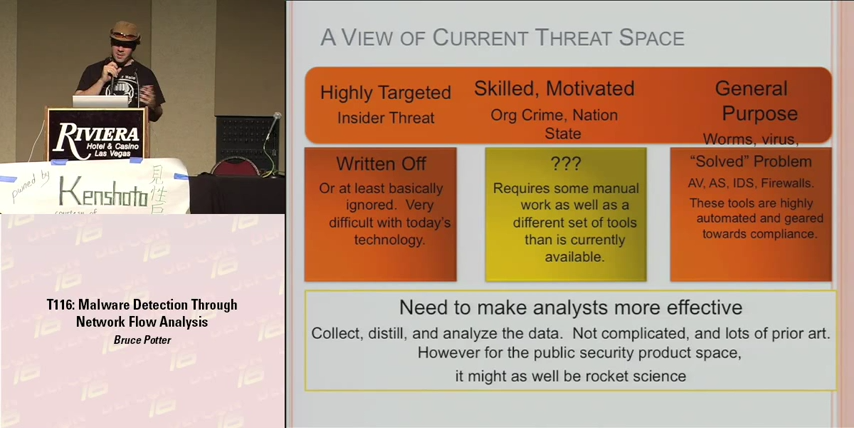 RIVIERA
Hotel & Casino
Las Vegas
powned by
Kenshoto
courtesy of
T116: Malware Detection Through
Network Flow Analysis
Bruce Potter
A VIEW OF CURRENT THREAT SPACE
Highly Targeted
Insider Threat
Skilled, Motivated
Org Crime, Nation
State
General
Purpose
Worms, virus,
Written Off
Or at least basically
ignored. Very
difficult with today's
technology.
???
Requires some manual
work as well as a
different set of tools
than is currently
available.
“Solved” Problem
AV, AS, IDS, Firewalls.
These tools are highly
automated and geared
towards compliance.
Need to make analysts more effective
Collect, distill, and analyze the data. Not complicated, and lots of prior art.
However for the public security product space,
it might as well be rocket science